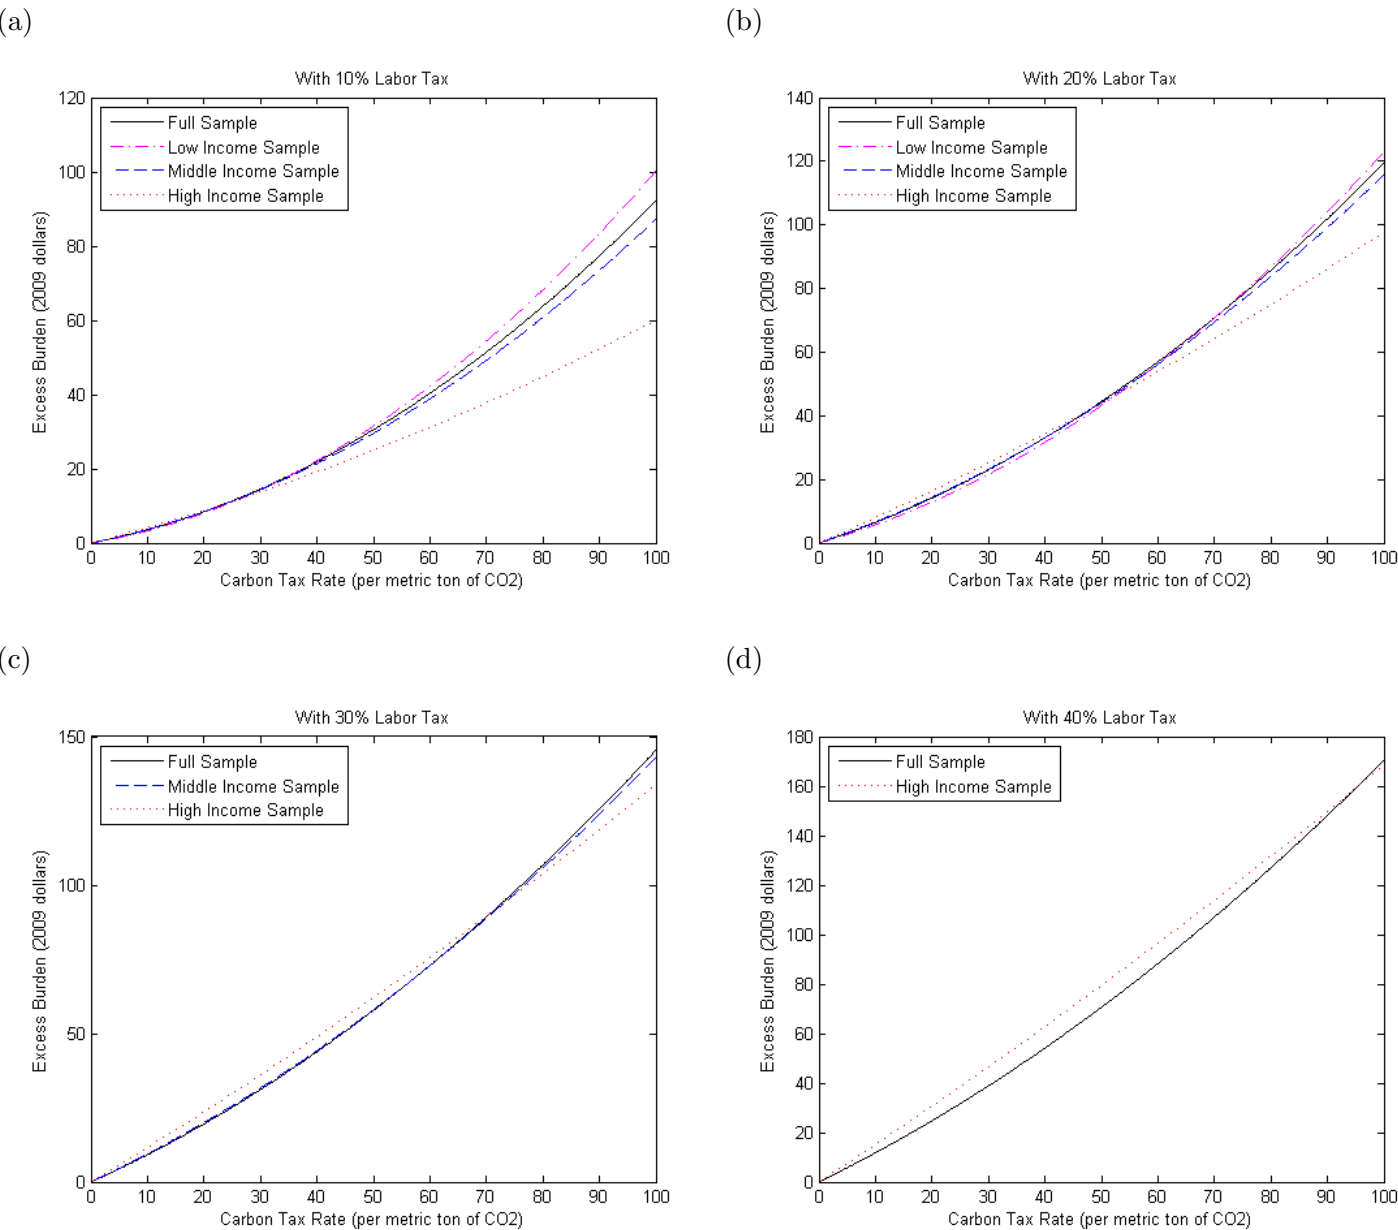 (a)
With 10% Labor Tax
120
100
80
60
40
20
0
Excess Burden (2009 dollars)
Full Sample
Low Income Sample
Middle Income Sample
High Income Sample
0 10 20 30 40 50 60 70 80 90 100
Carbon Tax Rate (per metric ton of CO2)
(b)
With 20% Labor Tax
140
120
100
80
60
40
20
0
Excess Burden (2009 dollars)
Full Sample
Low Income Sample
Middle Income Sample
High Income Sample
0 10 20 30 40 50 60 70 80 90 100
Carbon Tax Rate (per metric ton of CO2)
(c)
With 30% Labor Tax
150
100
50
0
Excess Burden (2009 dollars)
Full Sample
Middle Income Sample
High Income Sample
0 10 20 30 40 50 60 70 80 90 100
Carbon Tax Rate (per metric ton of CO2)
(d)
With 40% Labor Tax
180
160
140
120
100
80
60
40
20
0
Excess Burden (2009 dollars)
Full Sample
High Income Sample
0 10 20 30 40 50 60 70 80 90 100
Carbon Tax Rate (per metric ton of CO2)